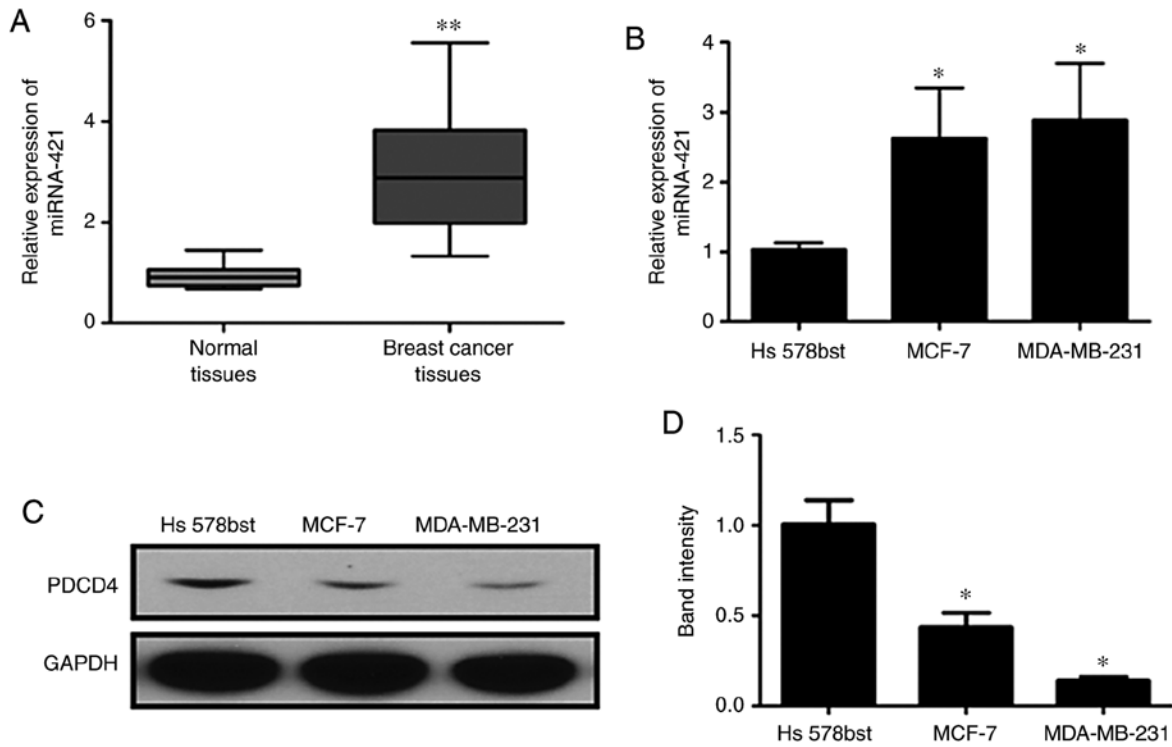 A
Relative expression of
miRNA-421
6
4
2
0
**
Normal
tissues
Breast cancer
tissues
B
Relative expression of
miRNA-421
4
3
2
1
0
*
*
Hs 578bst
MCF-7
MDA-MB-231
C
Hs 578bst
MCF-7
MDA-MB-231
PDCD4
GAPDH
D
Band intensity
1.5
1.0
0.5
0.0
*
*
Hs 578bst
MCF-7
MDA-MB-231